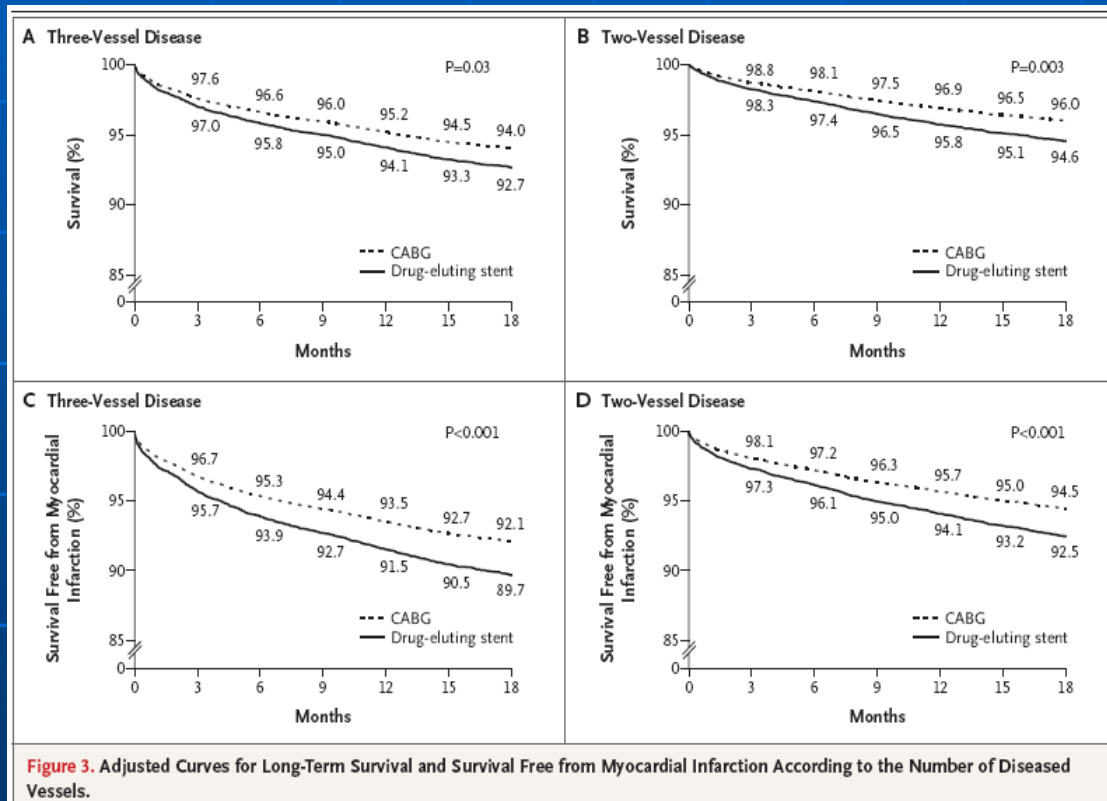 A Three-Vessel Disease
P=0.03
Survival (%)
100
95
90
85
0
97.6
96.6
96.0
95.2
94.5
94.0
97.0
95.8
95.0
94.1
93.3
92.7
CABG
Drug-eluting stent
0 3 6 9 12 15 18
Months
B Two-Vessel Disease
P=0.003
Survival (%)
100
95
90
85
0
98.8
98.1
97.5
96.9
96.5
96.0
98.3
97.4
96.5
95.8
95.1
94.6
CABG
Drug-eluting stent
0 3 6 9 12 15 18
Months
C Three-Vessel Disease
P<0.001
Survival Free from Myocardial
Infarction (%)
100
95
90
85
0
96.7
95.3
94.4
93.5
92.7
92.1
95.7
93.9
92.7
91.5
90.5
89.7
CABG
Drug-eluting stent
0 3 6 9 12 15 18
Months
D Two-Vessel Disease
P<0.001
Survival Free from Myocardial
Infarction (%)
100
95
90
85
0
98.1
97.2
96.3
95.7
95.0
94.5
97.3
96.1
95.0
94.1
93.2
92.5
CABG
Drug-eluting stent
0 3 6 9 12 15 18
Months
Figure 3. Adjusted Curves for Long-Term Survival and Survival Free from Myocardial Infarction According to the Number of Diseased
Vessels.